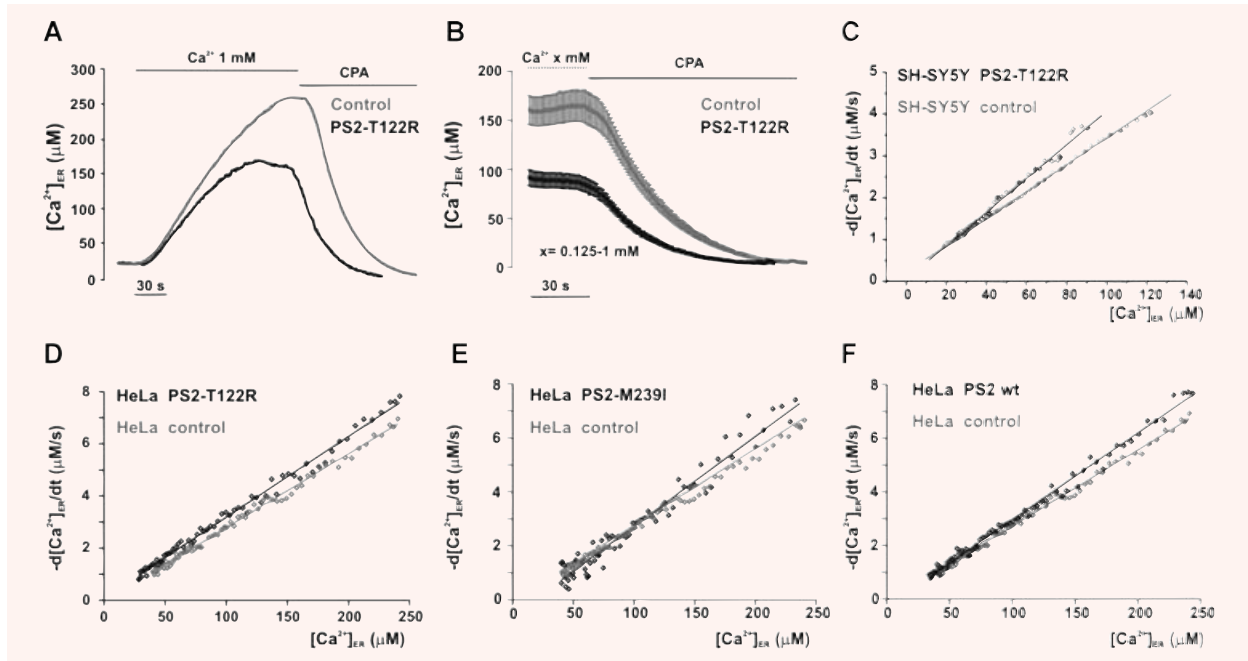 A
Ca²⁺ 1 mM
CPA
Control
PS2-T122R
[Ca²⁺]ER (μM)
300
250
200
150
100
50
0
30 s
B
Ca²⁺ x mM
CPA
Control
PS2-T122R
[Ca²⁺]ER (μM)
200
150
100
50
0
x= 0.125-1 mM
30 s
C
SH-SY5Y PS2-T122R
SH-SY5Y control
-d[Ca²⁺]ER/dt (μM/s)
5
4
3
2
1
0
0 20 40 60 80 100 120 140
[Ca²⁺]ER (μM)
D
HeLa PS2-T122R
HeLa control
-d[Ca²⁺]ER/dt (μM/s)
8
6
4
2
0
0 50 100 150 200 250
[Ca²⁺]ER (μM)
E
HeLa PS2-M239I
HeLa control
-d[Ca²⁺]ER/dt (μM/s)
8
6
4
2
0
0 50 100 150 200 250
[Ca²⁺]ER (μM)
F
HeLa PS2 wt
HeLa control
-d[Ca²⁺]ER/dt (μM/s)
8
6
4
2
0
0 50 100 150 200 250
[Ca²⁺]ER (μM)